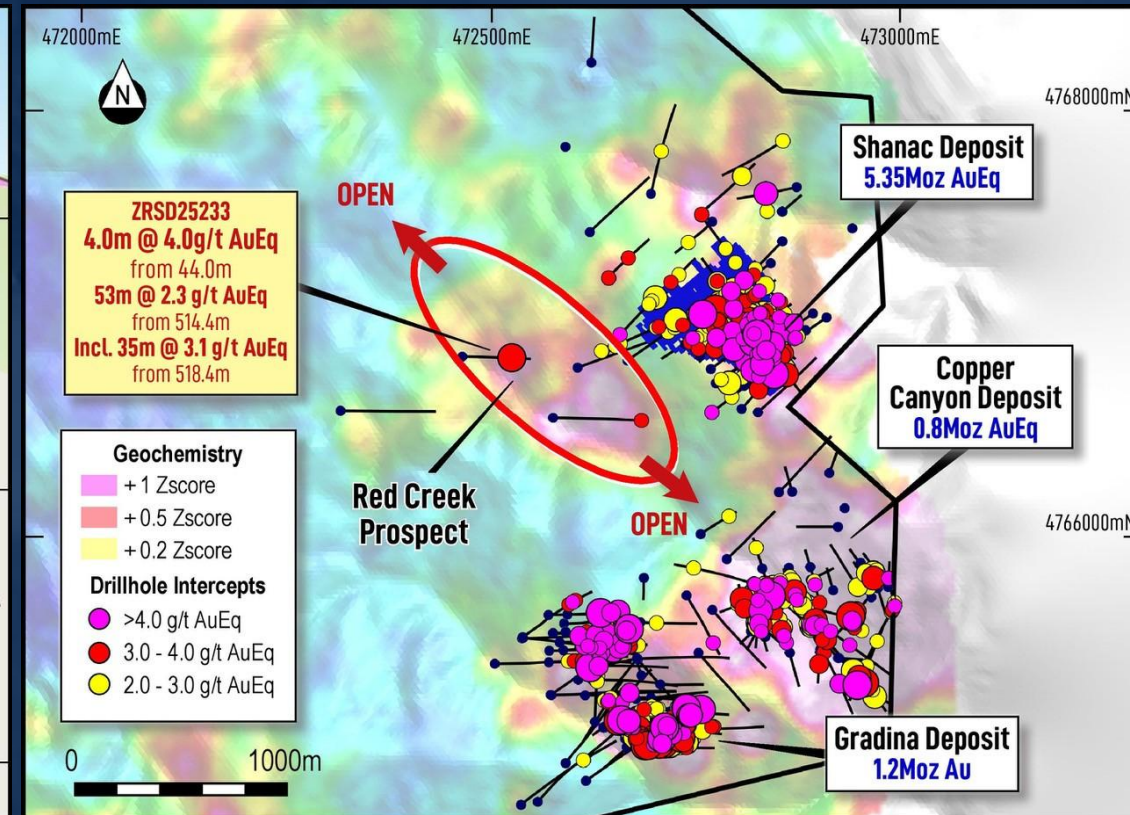 472000mE
472500mE
473000mE
N
4768000mN
Shanac Deposit
5.35Moz AuEq
OPEN
ZRSD25233
4.0m @ 4.0g/t AuEq
from 44.0m
53m @ 2.3 g/t AuEq
from 514.4m
Incl. 35m @ 3.1 g/t AuEq
from 518.4m
Copper
Canyon Deposit
0.8Moz AuEq
Geochemistry
+ 1 Zscore
+ 0.5 Zscore
+ 0.2 Zscore
Drillhole Intercepts
>4.0 g/t AuEq
3.0 - 4.0 g/t AuEq
2.0 - 3.0 g/t AuEq
Red Creek
Prospect
OPEN
4766000mN
Gradina Deposit
1.2Moz Au
0
1000m